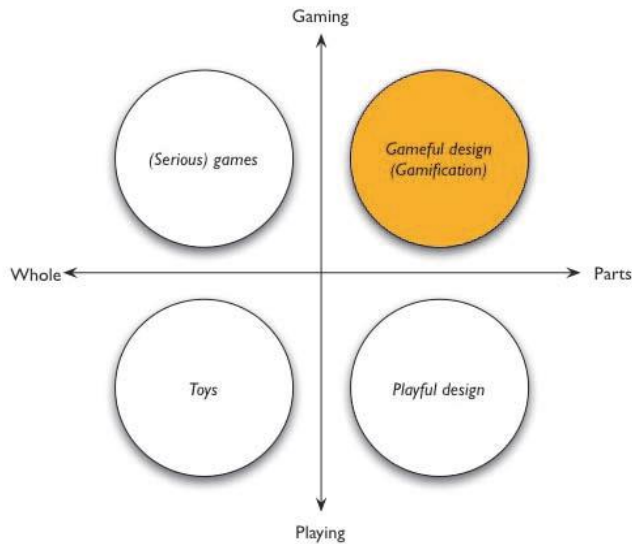 Gaming
(Serious) games
Gameful design
(Gamification)
Whole
Parts
Toys
Playful design
Playing